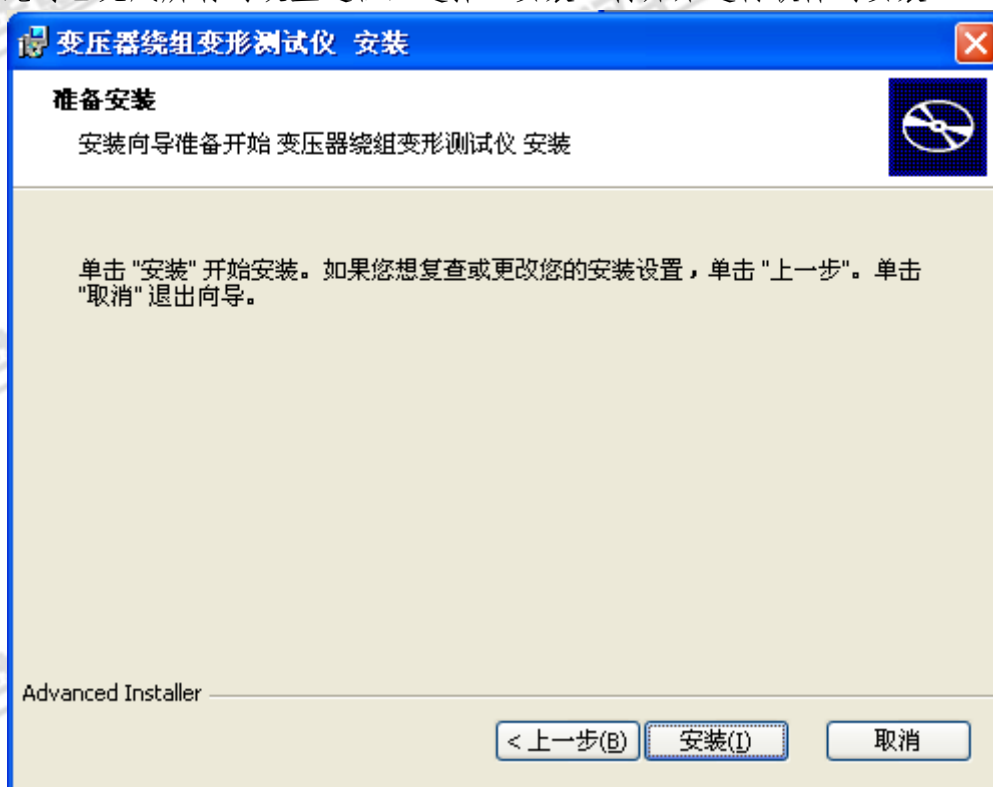 变压器绕组变形测试仪 安装
准备安装
安装向导准备开始 变压器绕组变形测试仪 安装
单击 "安装" 开始安装。如果您想复查或更改您的安装设置，单击 "上一步"。单击
"取消" 退出向导。
Advanced Installer
< 上一步(B)
安装(I)
取消